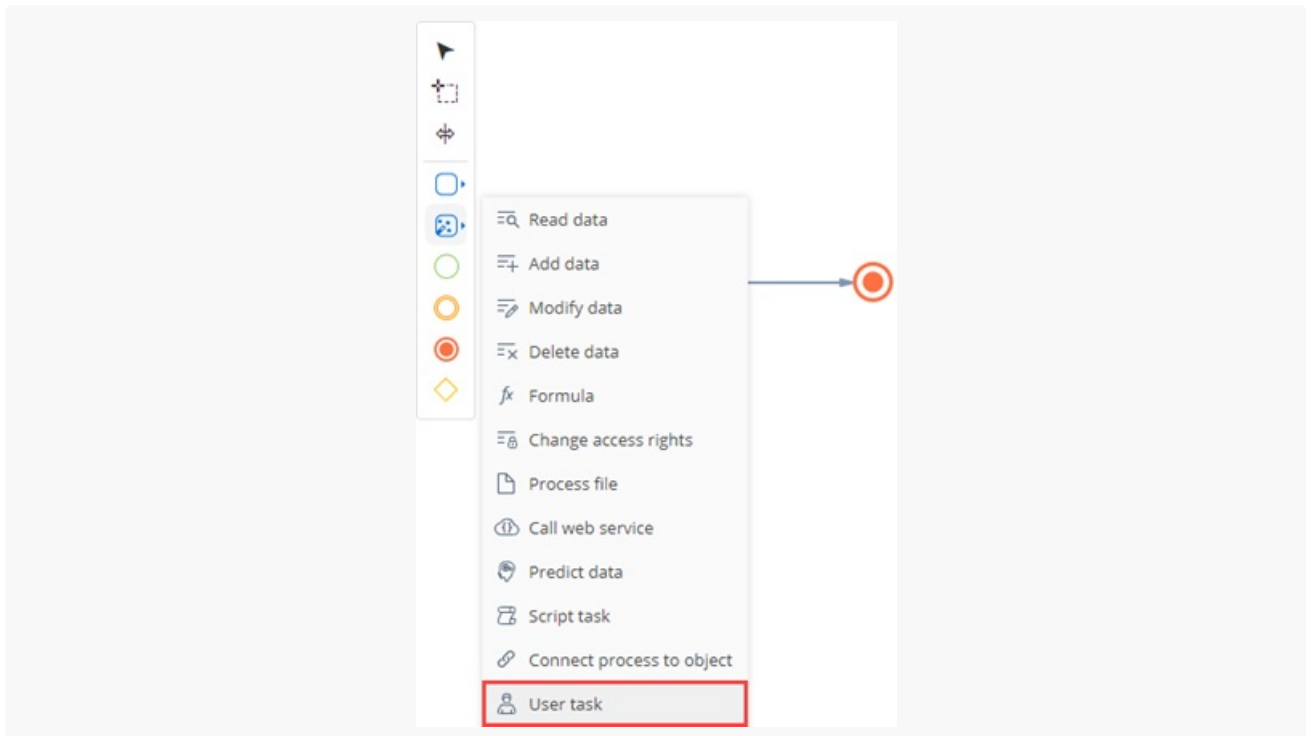 Read data
Add data
Modify data
Delete data
fx Formula
Change access rights
Process file
Call web service
Predict data
Script task
Connect process to object
User task